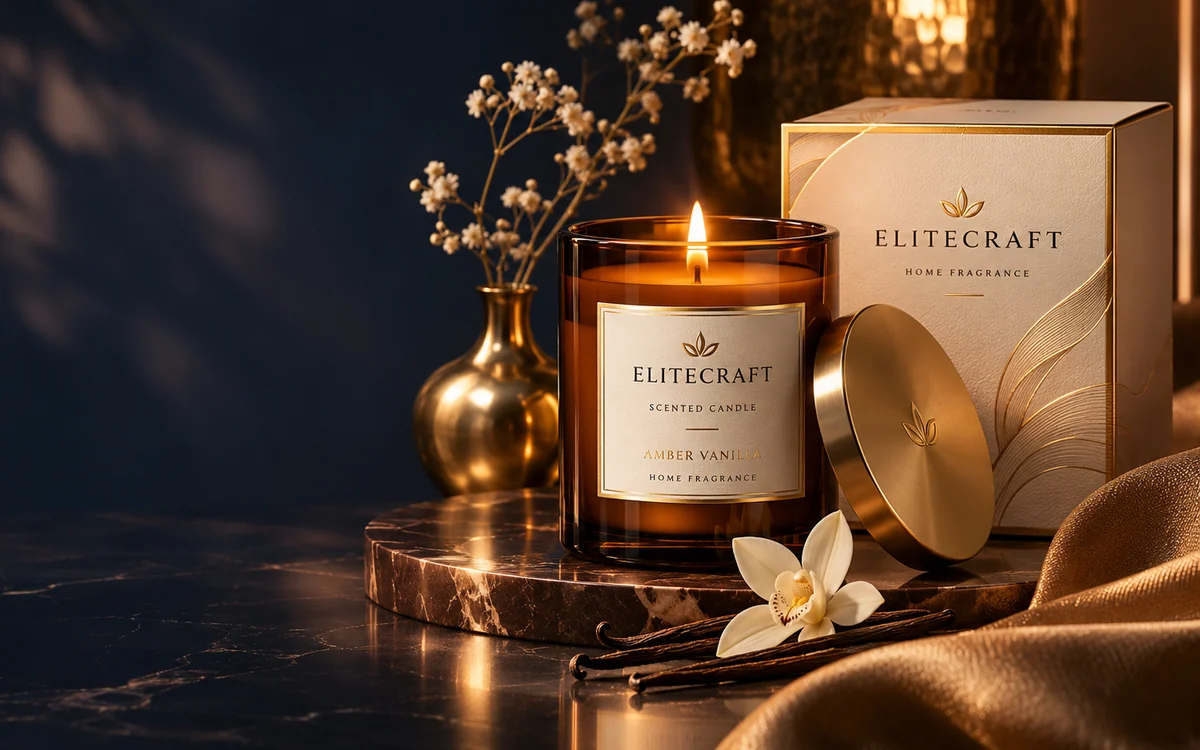 ELITECRAFT
SCENTED CANDLE
AMBER VANILLA
HOME FRAGRANCE
ELITECRAFT
HOME FRAGRANCE